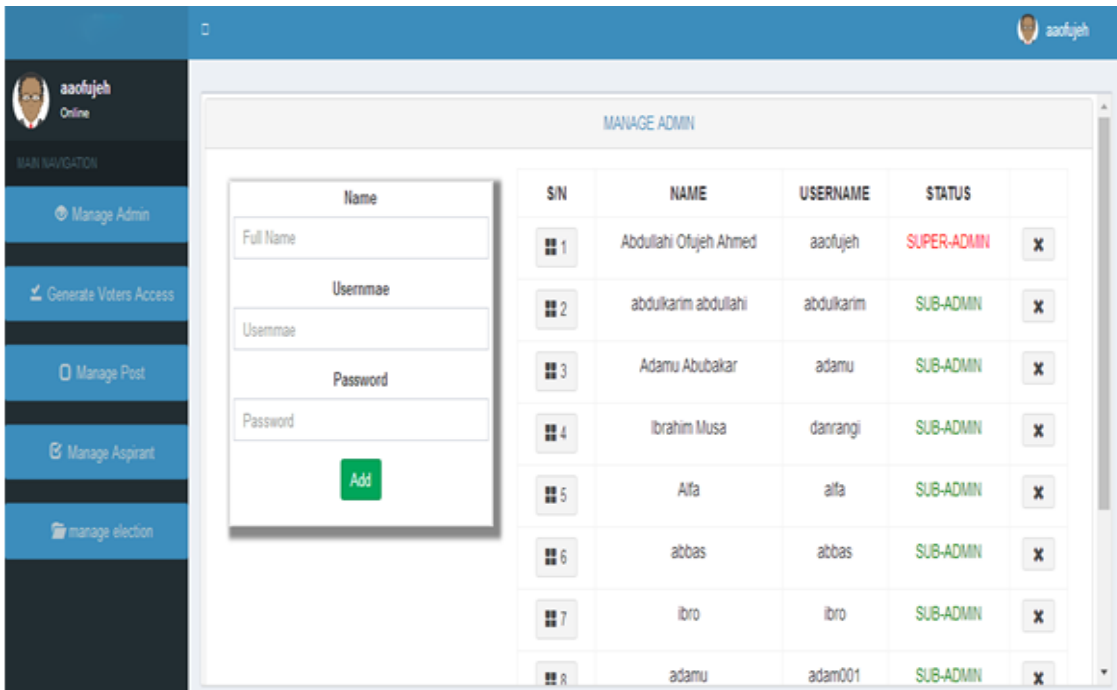 aaofujeh
aaofujeh
Online
MAIN NAVIGATION
Manage Admin
Generate Voters Access
Manage Post
Manage Aspirant
manage election
MANAGE ADMIN
Name
Full Name
Usernmae
Usernmae
Password
Password
Add
S/N NAME USERNAME STATUS
1 Abdullahi Ofujeh Ahmed aaofujeh SUPER-ADMIN
2 abdulkarim abdullahi abdulkarim SUB-ADMIN
3 Adamu Abubakar adamu SUB-ADMIN
4 Ibrahim Musa danrangi SUB-ADMIN
5 Alfa alfa SUB-ADMIN
6 abbas abbas SUB-ADMIN
7 ibro ibro SUB-ADMIN
8 adamu adam001 SUB-ADMIN